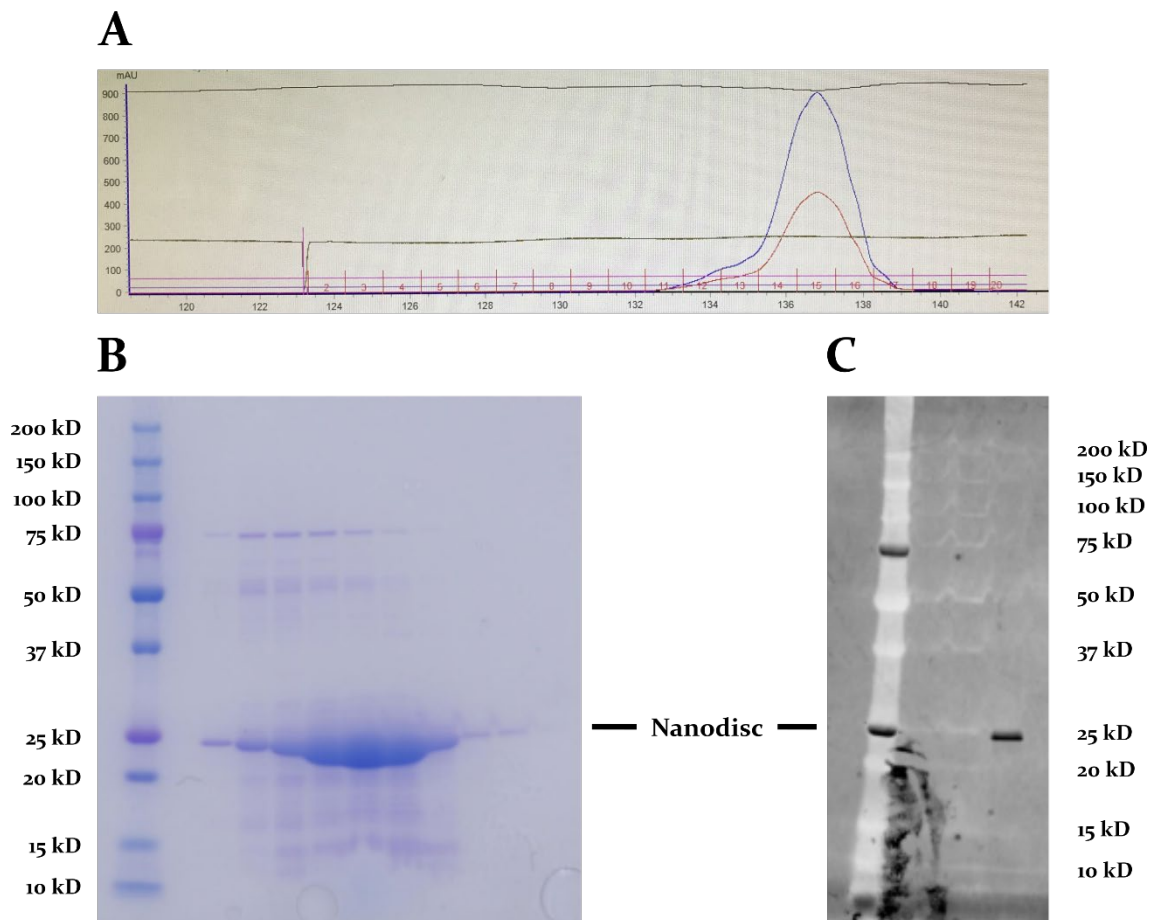 A
mAU
900
800
700
600
500
400
300
200
100
0
2 3 4 5 6 7 8 9 10 11 12 13 14 15 16 17 18 19 20
120 122 124 126 128 130 132 134 136 138 140 142
B
C
200 kD
150 kD
100 kD
75 kD
50 kD
37 kD
25 kD
20 kD
15 kD
10 kD
Nanodisc
200 kD
150 kD
100 kD
75 kD
50 kD
37 kD
25 kD
20 kD
15 kD
10 kD